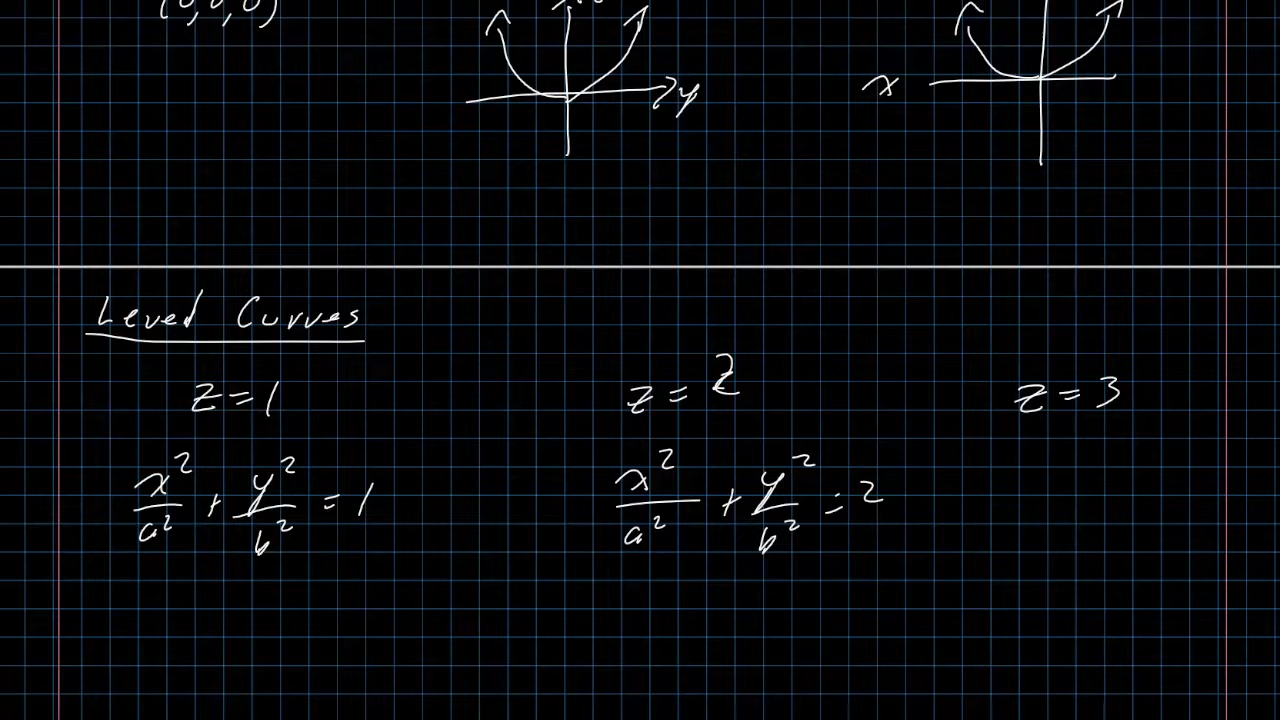 (0,0,0)
y
x
Level Curves
z=1 z=2 z=3
x²/a² + y²/b² = 1 x²/a² + y²/b² = 2